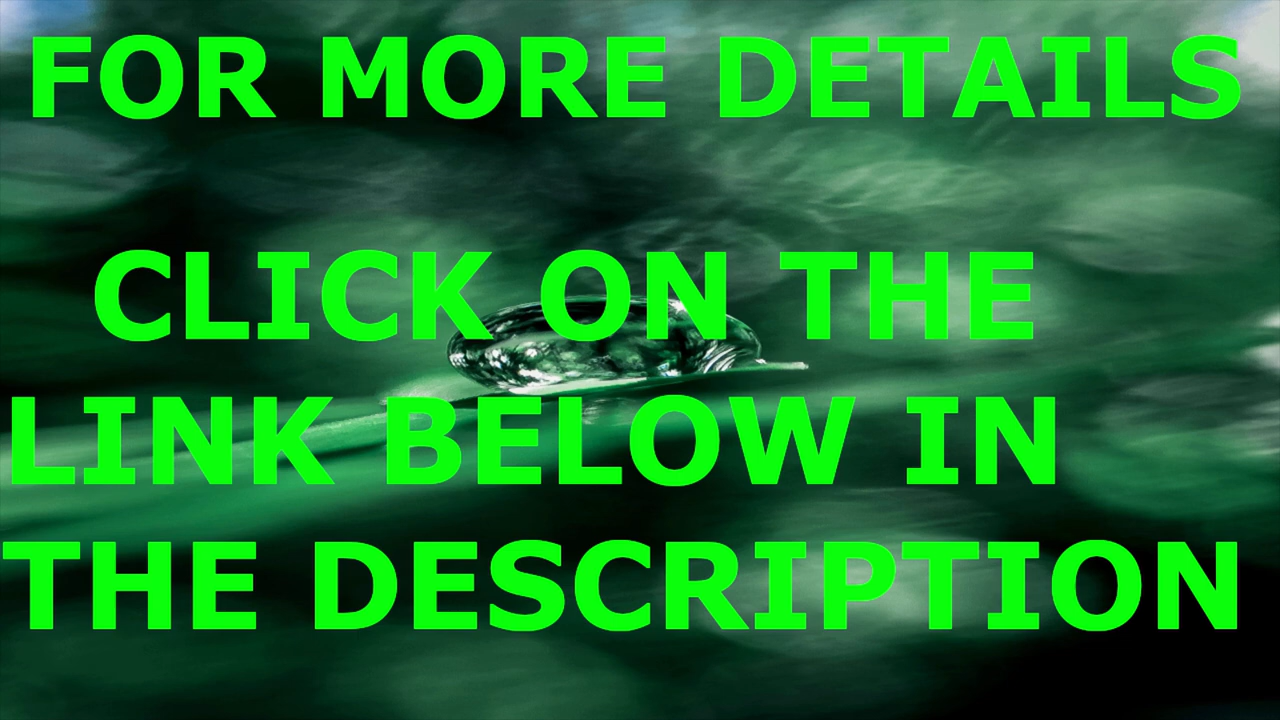 FOR MORE DETAILS
CLICK ON THE
LINK BELOW IN
THE DESCRIPTION